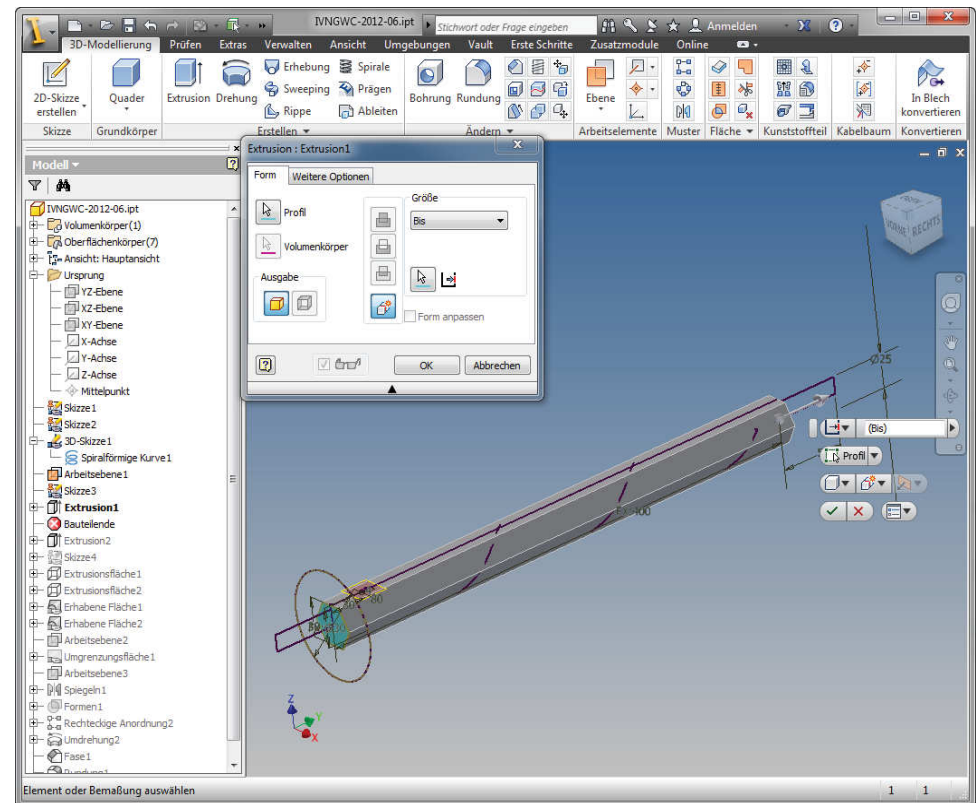 IVNGWC-2012-06.ipt
Stichwort oder Frage eingeben
Anmelden
3D-Modellierung Prüfen Extras Verwalten Ansicht Umgebungen Vault Erste Schritte Zusatzmodule Online
2D-Skizze erstellen
Quader
Extrusion
Drehung
Erhebung
Sweeping
Rippe
Spirale
Prägen
Ableiten
Bohrung
Rundung
Ebene
In Blech konvertieren
Skizze Grundkörper Erstellen Ändern Arbeitselemente Muster Fläche Kunststoffteil Kabelbaum Konvertieren
Modell
IVNGWC-2012-06.ipt
Volumenkörper(1)
Oberflächenkörper(7)
Ansicht: Hauptansicht
Ursprung
YZ-Ebene
XZ-Ebene
XY-Ebene
X-Achse
Y-Achse
Z-Achse
Mittelpunkt
Skizze1
Skizze2
3D-Skizze1
Spiralförmige Kurve1
Arbeitsebene1
Skizze3
Extrusion1
Bauteilende
Extrusion2
Skizze4
Extrusionsfläche1
Extrusionsfläche2
Erhabene Fläche1
Erhabene Fläche2
Arbeitsebene2
Umgrenzungsfläche1
Arbeitsebene3
Spiegeln1
Formen1
Rechteckige Anordnung2
Umdrehung2
Fase1
Rundung1
Extrusion : Extrusion1
Form
Weitere Optionen
Profil
Volumenkörper
Ausgabe
Größe
Bis
Form anpassen
OK
Abbrechen
VORNE
RECHTS
Ø25
(Bis)
Profil
80
Z
Y
X
Element oder Bemaßung auswählen
1 1